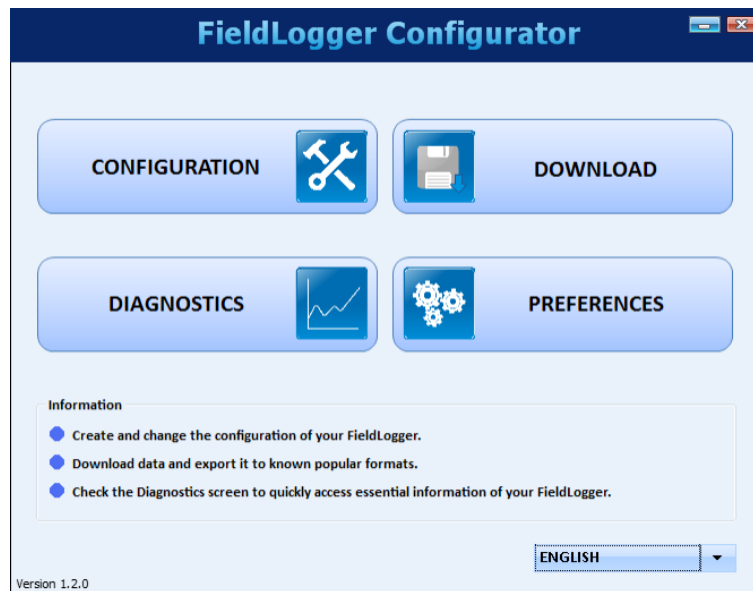 FieldLogger Configurator
CONFIGURATION
DOWNLOAD
DIAGNOSTICS
PREFERENCES
Information
Create and change the configuration of your FieldLogger.
Download data and export it to known popular formats.
Check the Diagnostics screen to quickly access essential information of your FieldLogger.
ENGLISH
Version 1.2.0